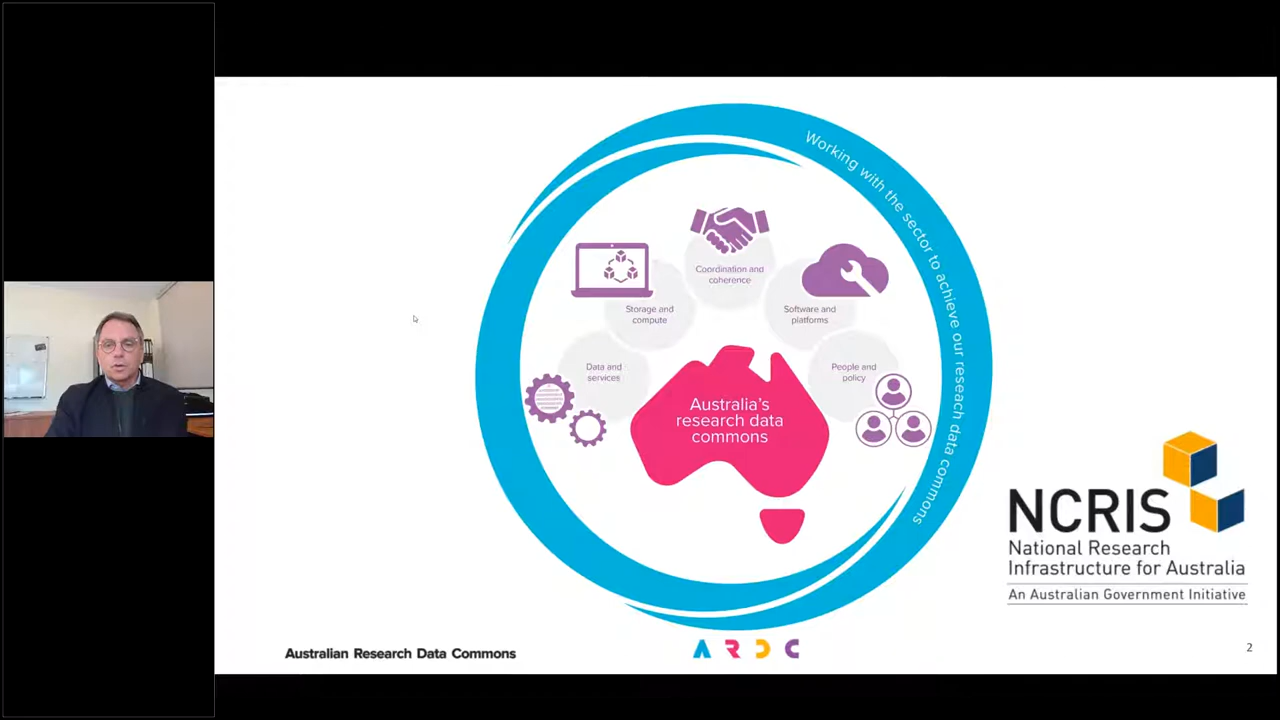 Working with the sector to achieve our reseach data commons
Coordination and
coherence
Storage and
compute
Software and
platforms
Data and
services
People and
policy
Australia's
research data
commons
NCRIS
National Research
Infrastructure for Australia
An Australian Government Initiative
Australian Research Data Commons
ARDC
2